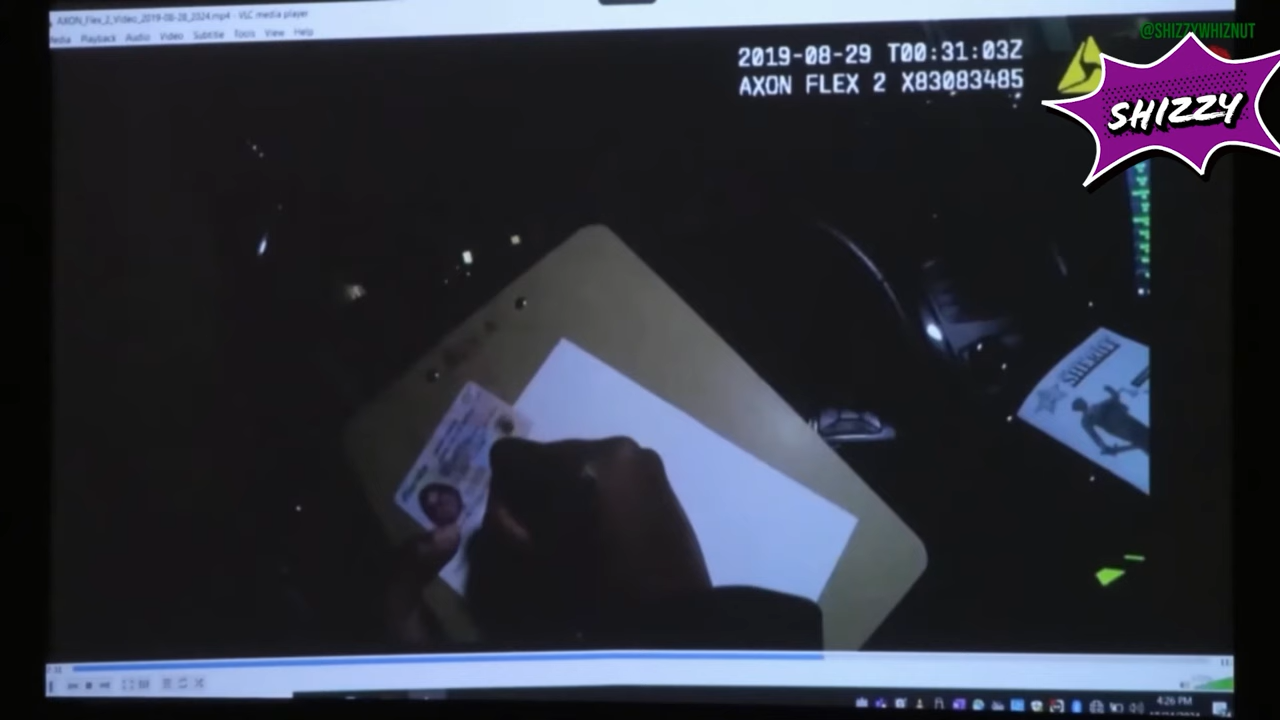 AXON_Flex_2_Video_2019-08-28_2024.mp4 - VLC media player
@SHIZZYWHIZNUT
Media Playback Audio Video Subtitle Tools View Help
2019-08-29 T00:31:03Z
AXON FLEX 2 X83083485
SHIZZY
SHERIFF
4:26 PM